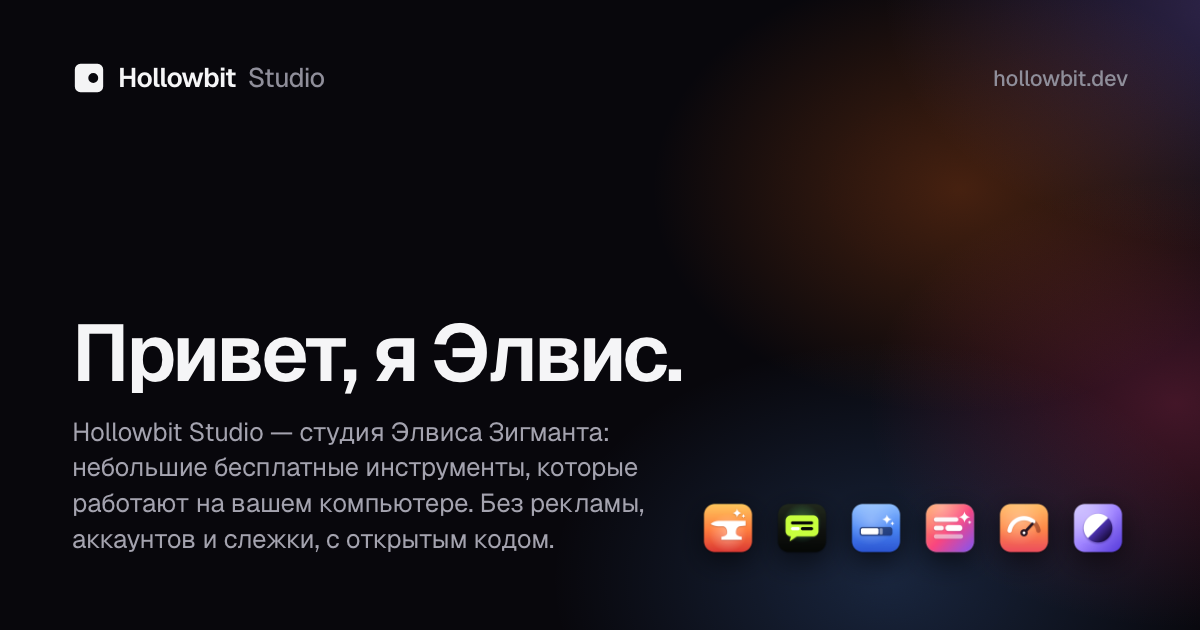 Hollowbit Studio
hollowbit.dev
Привет, я Элвис.
Hollowbit Studio — студия Элвиса Зигманта:
небольшие бесплатные инструменты, которые
работают на вашем компьютере. Без рекламы,
аккаунтов и слежки, с открытым кодом.